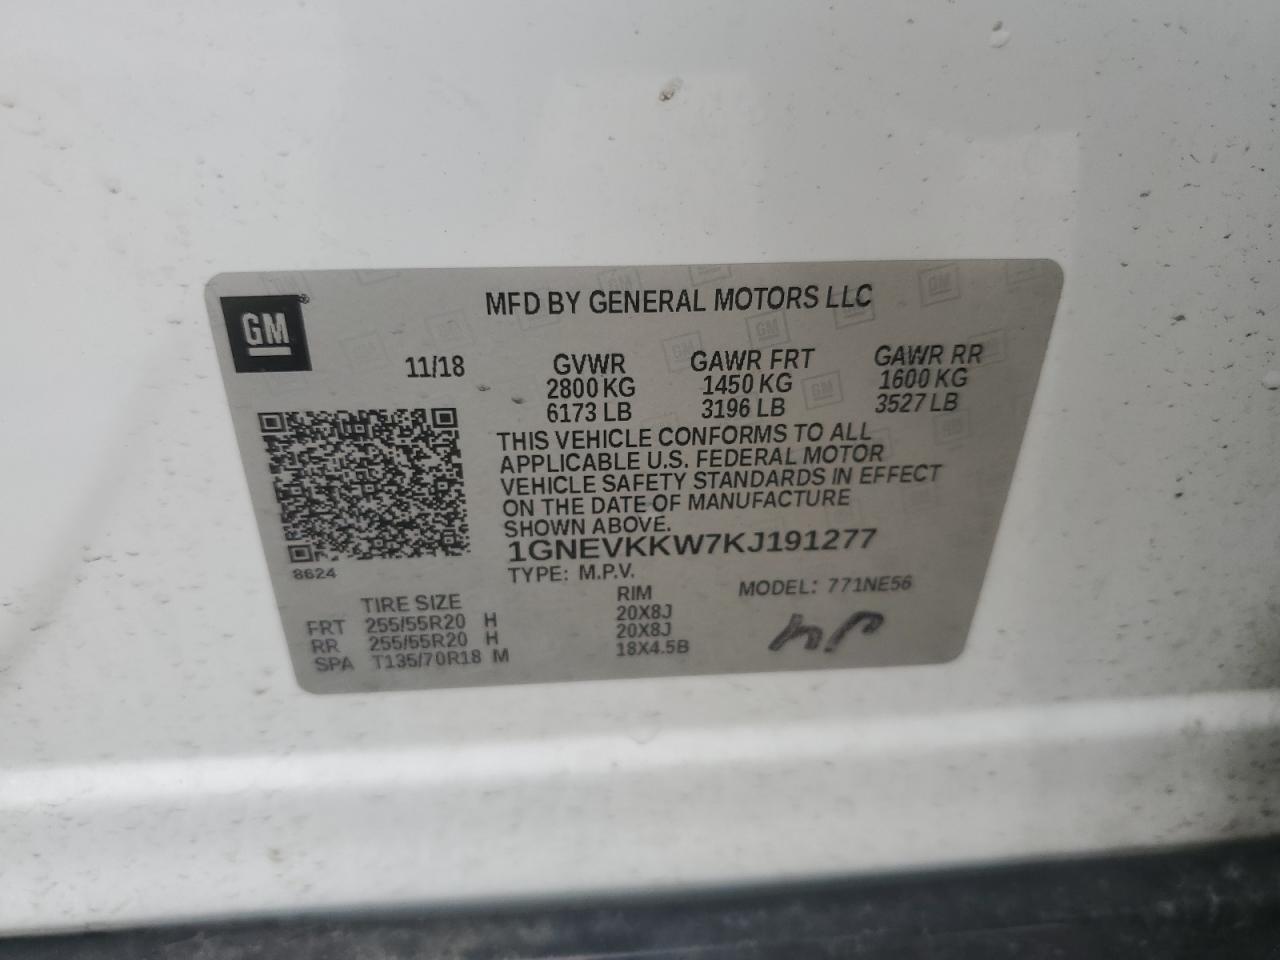 GM
MFD BY GENERAL MOTORS LLC
11/18 GVWR GAWR FRT GAWR RR
2800 KG 1450 KG 1600 KG
6173 LB 3196 LB 3527 LB
THIS VEHICLE CONFORMS TO ALL
APPLICABLE U.S. FEDERAL MOTOR
VEHICLE SAFETY STANDARDS IN EFFECT
ON THE DATE OF MANUFACTURE
SHOWN ABOVE.
1GNEVKKW7KJ191277
8624
TYPE: M.P.V. MODEL: 771NE56
TIRE SIZE RIM
FRT 255/55R20 H 20X8J
RR 255/55R20 H 20X8J
SPA T135/70R18 M 18X4.5B